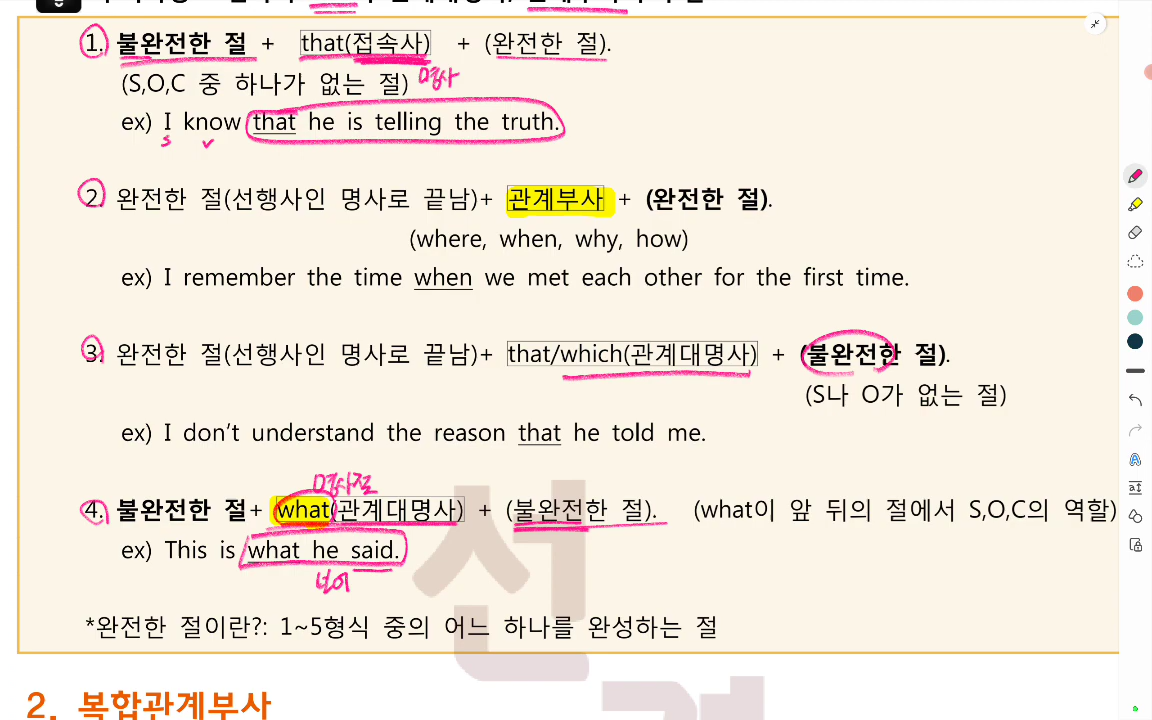 1. 불완전한 절 + that(접속사) + (완전한 절).
(S,O,C 중 하나가 없는 절) 명사
ex) I know that he is telling the truth.
s v
2. 완전한 절(선행사인 명사로 끝남)+ 관계부사 + (완전한 절).
(where, when, why, how)
ex) I remember the time when we met each other for the first time.
3. 완전한 절(선행사인 명사로 끝남)+ that/which(관계대명사) + (불완전한 절).
(S나 O가 없는 절)
ex) I don't understand the reason that he told me.
명사절
4. 불완전한 절+ what(관계대명사) + (불완전한 절). (what이 앞 뒤의 절에서 S,O,C의 역할)
ex) This is what he said.
보어
*완전한 절이란?: 1~5형식 중의 어느 하나를 완성하는 절
선
2. 복합관계부사